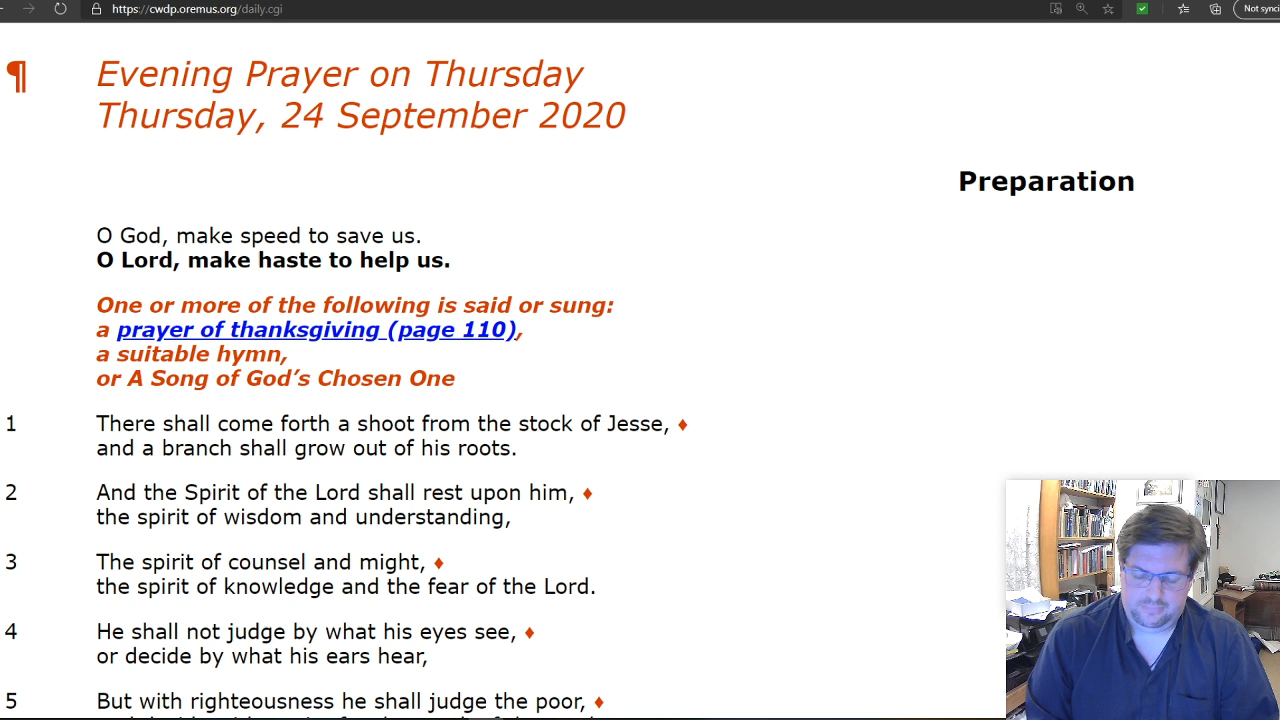 https://cwdp.oremus.org/daily.cgi
Not synci
¶ Evening Prayer on Thursday
Thursday, 24 September 2020
Preparation
O God, make speed to save us.
O Lord, make haste to help us.
One or more of the following is said or sung:
a prayer of thanksgiving (page 110),
a suitable hymn,
or A Song of God’s Chosen One
1 There shall come forth a shoot from the stock of Jesse, ♦
and a branch shall grow out of his roots.
2 And the Spirit of the Lord shall rest upon him, ♦
the spirit of wisdom and understanding,
3 The spirit of counsel and might, ♦
the spirit of knowledge and the fear of the Lord.
4 He shall not judge by what his eyes see, ♦
or decide by what his ears hear,
5 But with righteousness he shall judge the poor, ♦